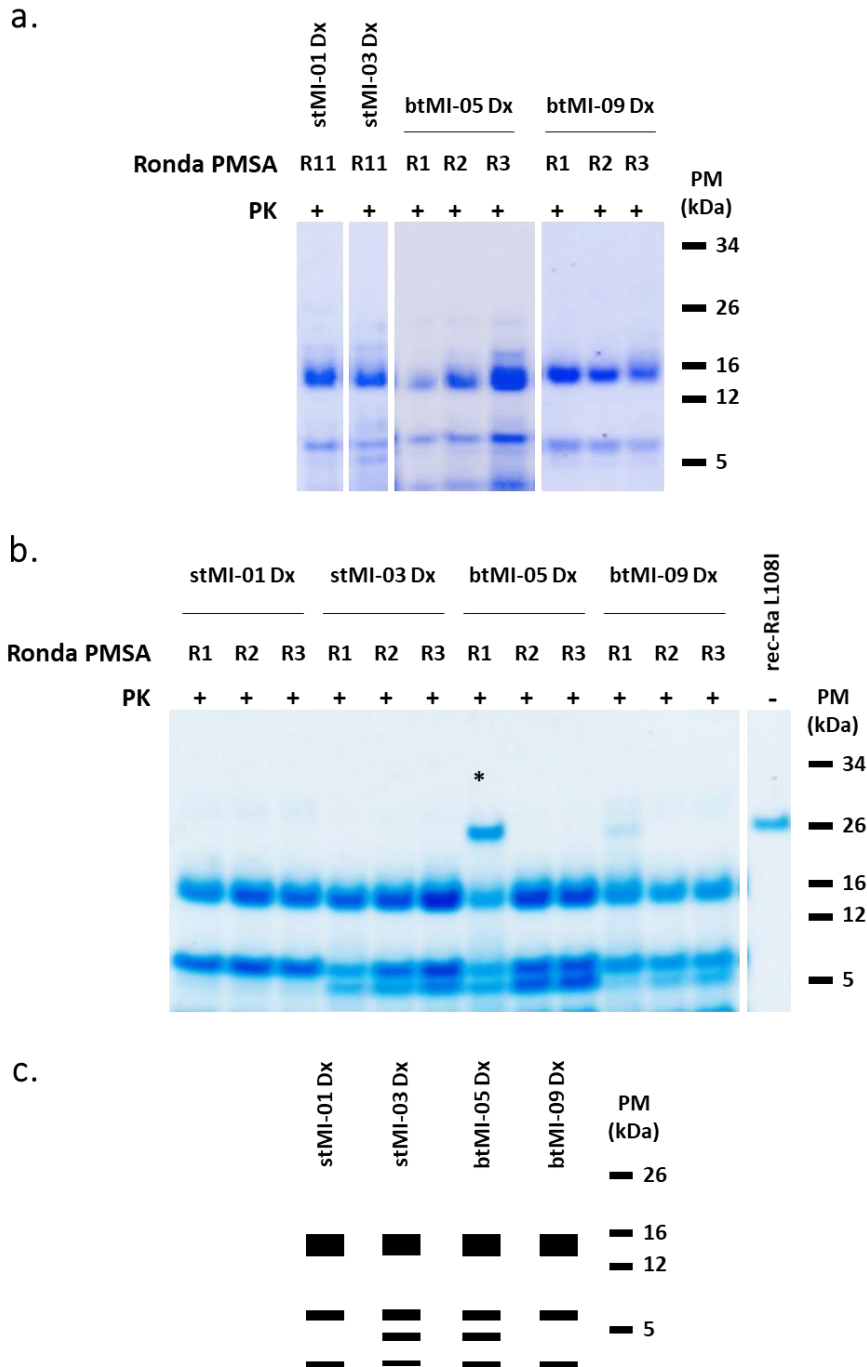 a.
stMI-01 Dx
stMI-03 Dx
btMI-05 Dx
btMI-09 Dx
Ronda PMSA R11 R11 R1 R2 R3 R1 R2 R3
PM
(kDa)
PK + + + + + + + +
34
26
16
12
5
b.
stMI-01 Dx stMI-03 Dx btMI-05 Dx btMI-09 Dx
rec-Ra L108I
Ronda PMSA R1 R2 R3 R1 R2 R3 R1 R2 R3 R1 R2 R3
PK + + + + + + + + + + + + -
PM
(kDa)
*
34
26
16
12
5
c.
stMI-01 Dx
stMI-03 Dx
btMI-05 Dx
btMI-09 Dx
PM
(kDa)
26
16
12
5